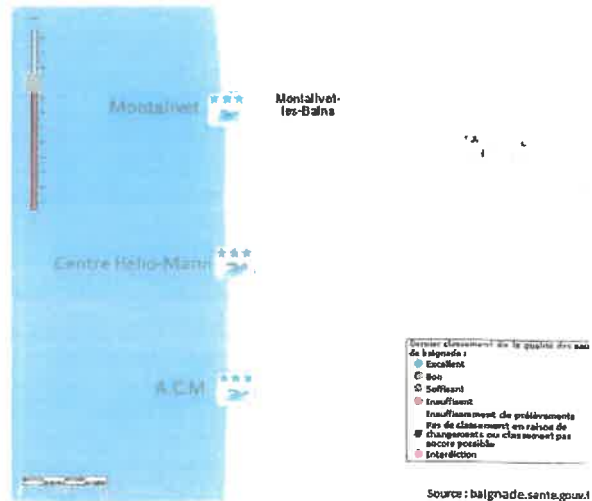 Montalivet
Montalivet-
les-Bains
Centre Hélio-Marin
A.C.M
Dernier classement de la qualité des eaux
de baignade :
Excellent
Bon
Suffisant
Insuffisant
Insuffisamment de prélèvements
Pas de classement en raison de
changements ou classement pas
encore possible
Interdiction
Source : baignade.sante.gouv.f